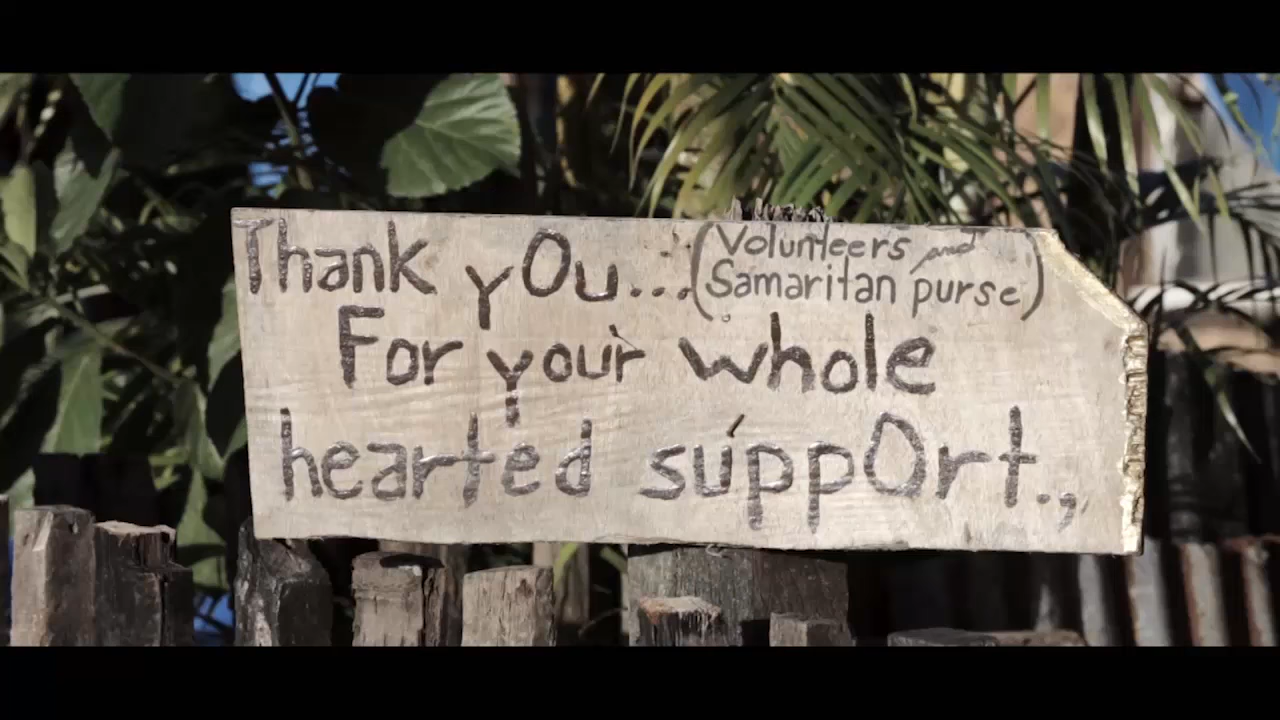 Thank yOu...(Volunteers and Samaritan purse)
For your whole
hearted suppOrt.,